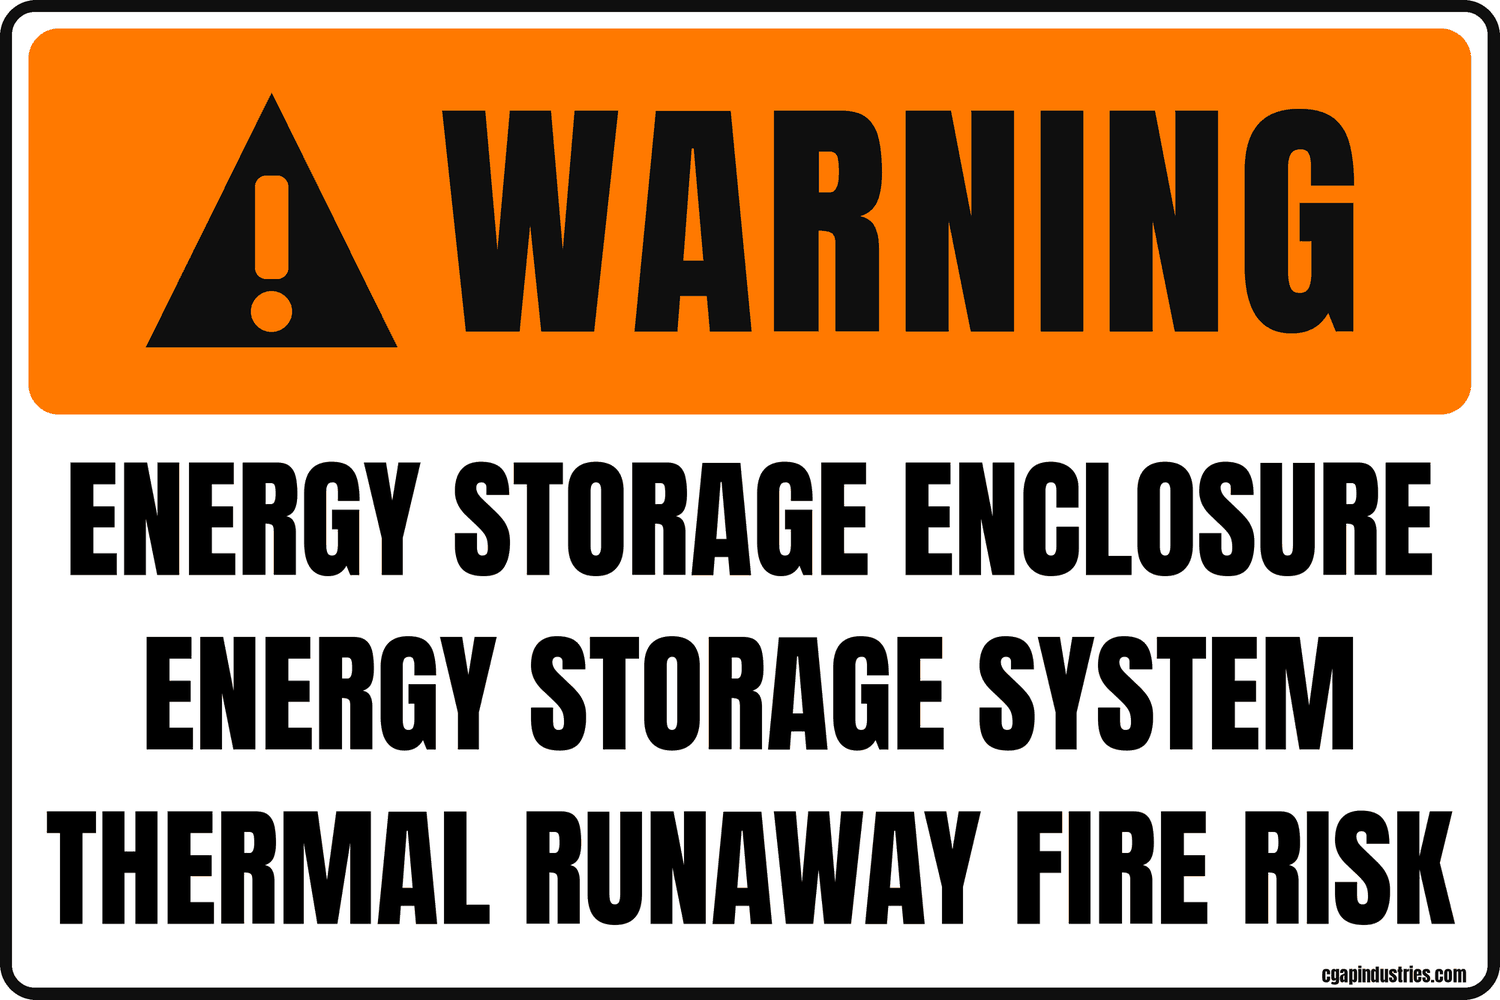 WARNING
ENERGY STORAGE ENCLOSURE
ENERGY STORAGE SYSTEM
THERMAL RUNAWAY FIRE RISK
cgapindustries.com